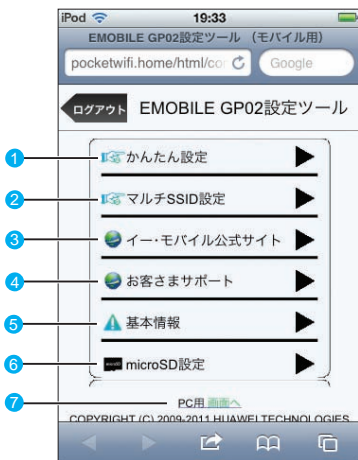 iPod 19:33
EMOBILE GP02設定ツール （モバイル用）
pocketwifi.home/html/co Google
ログアウト EMOBILE GP02設定ツール
1 かんたん設定
2 マルチSSID設定
3 イー・モバイル公式サイト
4 お客さまサポート
5 基本情報
6 microSD設定
7 PC用 画面へ
COPYRIGHT (C) 2009-2011 HUAWEI TECHNOLOGIES